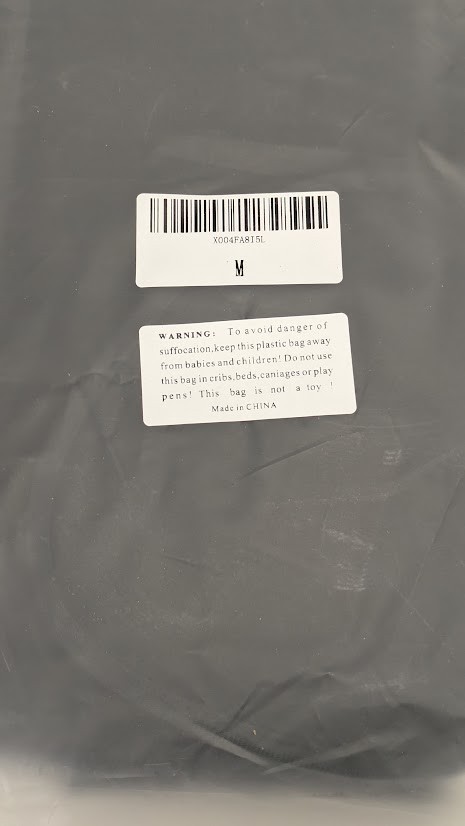 X004FA8I5L
M
WARNING: To avoid danger of
suffocation,keep this plastic bag away
from babies and children! Do not use
this bag in cribs,beds,caniages or play
pens! This bag is not a toy !
Made in CHINA